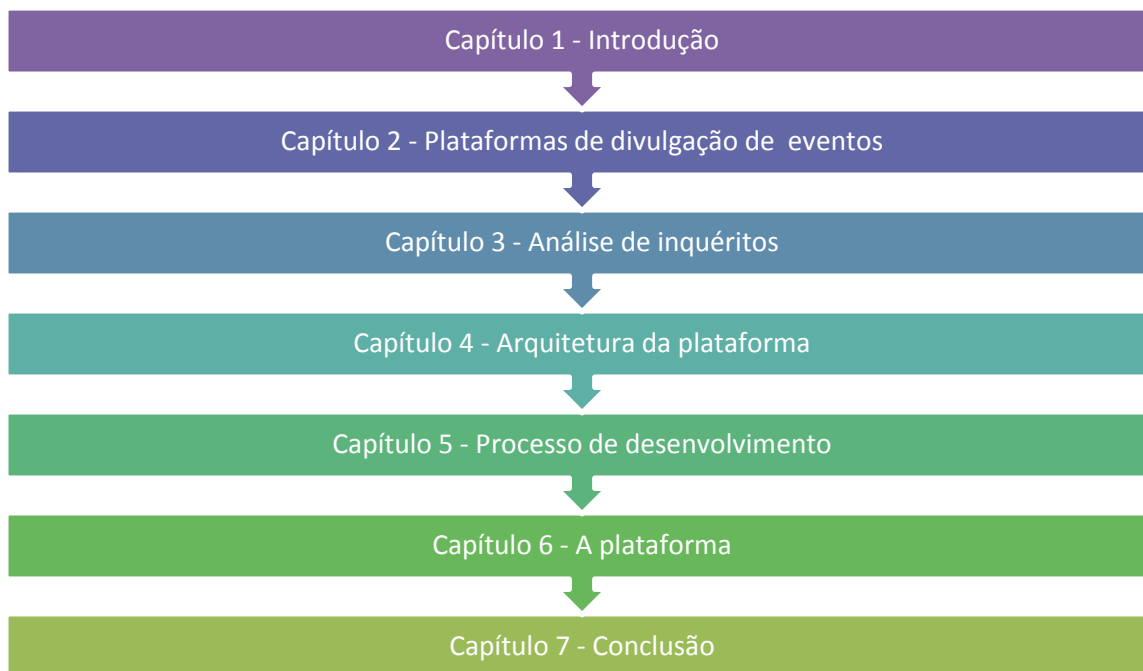 Capítulo 1 - Introdução
Capítulo 2 - Plataformas de divulgação de  eventos
Capítulo 3 - Análise de inquéritos
Capítulo 4 - Arquitetura da plataforma
Capítulo 5 - Processo de desenvolvimento
Capítulo 6 - A plataforma
Capítulo 7 - Conclusão